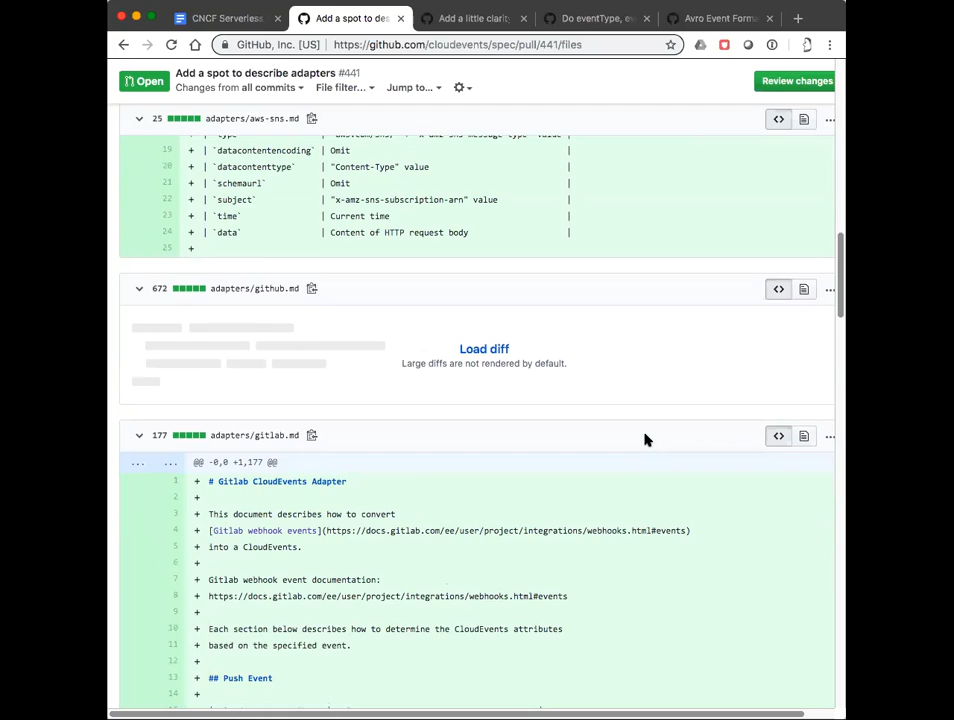 CNCF Serverless
Add a spot to des
Add a little clarity
Do eventType, ev
Avro Event Forma
GitHub, Inc. [US] | https://github.com/cloudevents/spec/pull/441/files
Open
Add a spot to describe adapters #441
Changes from all commits
File filter...
Jump to...
Review changes
25 adapters/aws-sns.md
19 + | `datacontentencoding` | Omit |
20 + | `datacontenttype` | "Content-Type" value |
21 + | `schemaurl` | Omit |
22 + | `subject` | "x-amz-sns-subscription-arn" value |
23 + | `time` | Current time |
24 + | `data` | Content of HTTP request body |
25 +
672 adapters/github.md
Load diff
Large diffs are not rendered by default.
177 adapters/gitlab.md
... ... @@ -0,0 +1,177 @@
1 + # Gitlab CloudEvents Adapter
2 +
3 + This document describes how to convert
4 + [Gitlab webhook events](https://docs.gitlab.com/ee/user/project/integrations/webhooks.html#events)
5 + into a CloudEvents.
6 +
7 + Gitlab webhook event documentation:
8 + https://docs.gitlab.com/ee/user/project/integrations/webhooks.html#events
9 +
10 + Each section below describes how to determine the CloudEvents attributes
11 + based on the specified event.
12 +
13 + ## Push Event
14 +